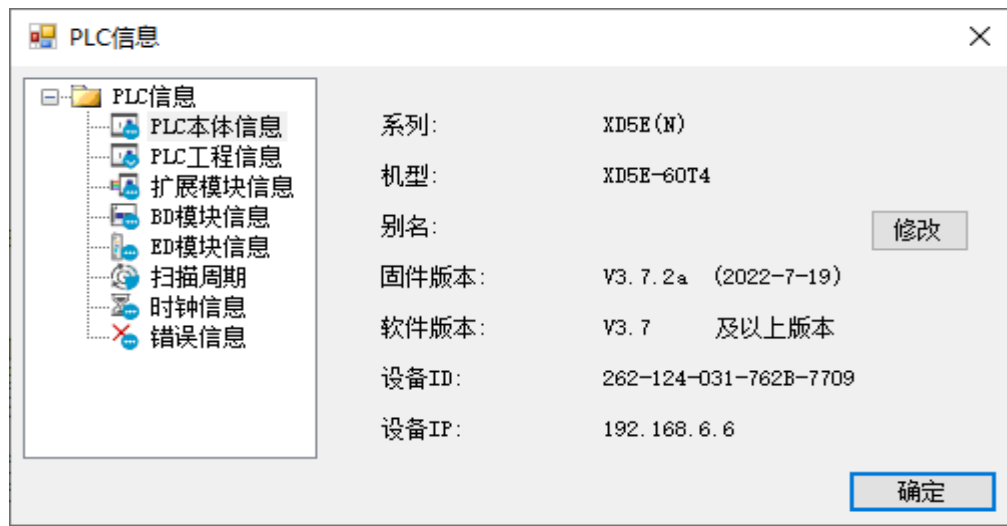 PLC信息
PLC信息
PLC本体信息
PLC工程信息
扩展模块信息
BD模块信息
ED模块信息
扫描周期
时钟信息
错误信息
系列: XD5E(N)
机型: XD5E-60T4
别名: 修改
固件版本: V3.7.2a (2022-7-19)
软件版本: V3.7 及以上版本
设备ID: 262-124-031-762B-7709
设备IP: 192.168.6.6
确定